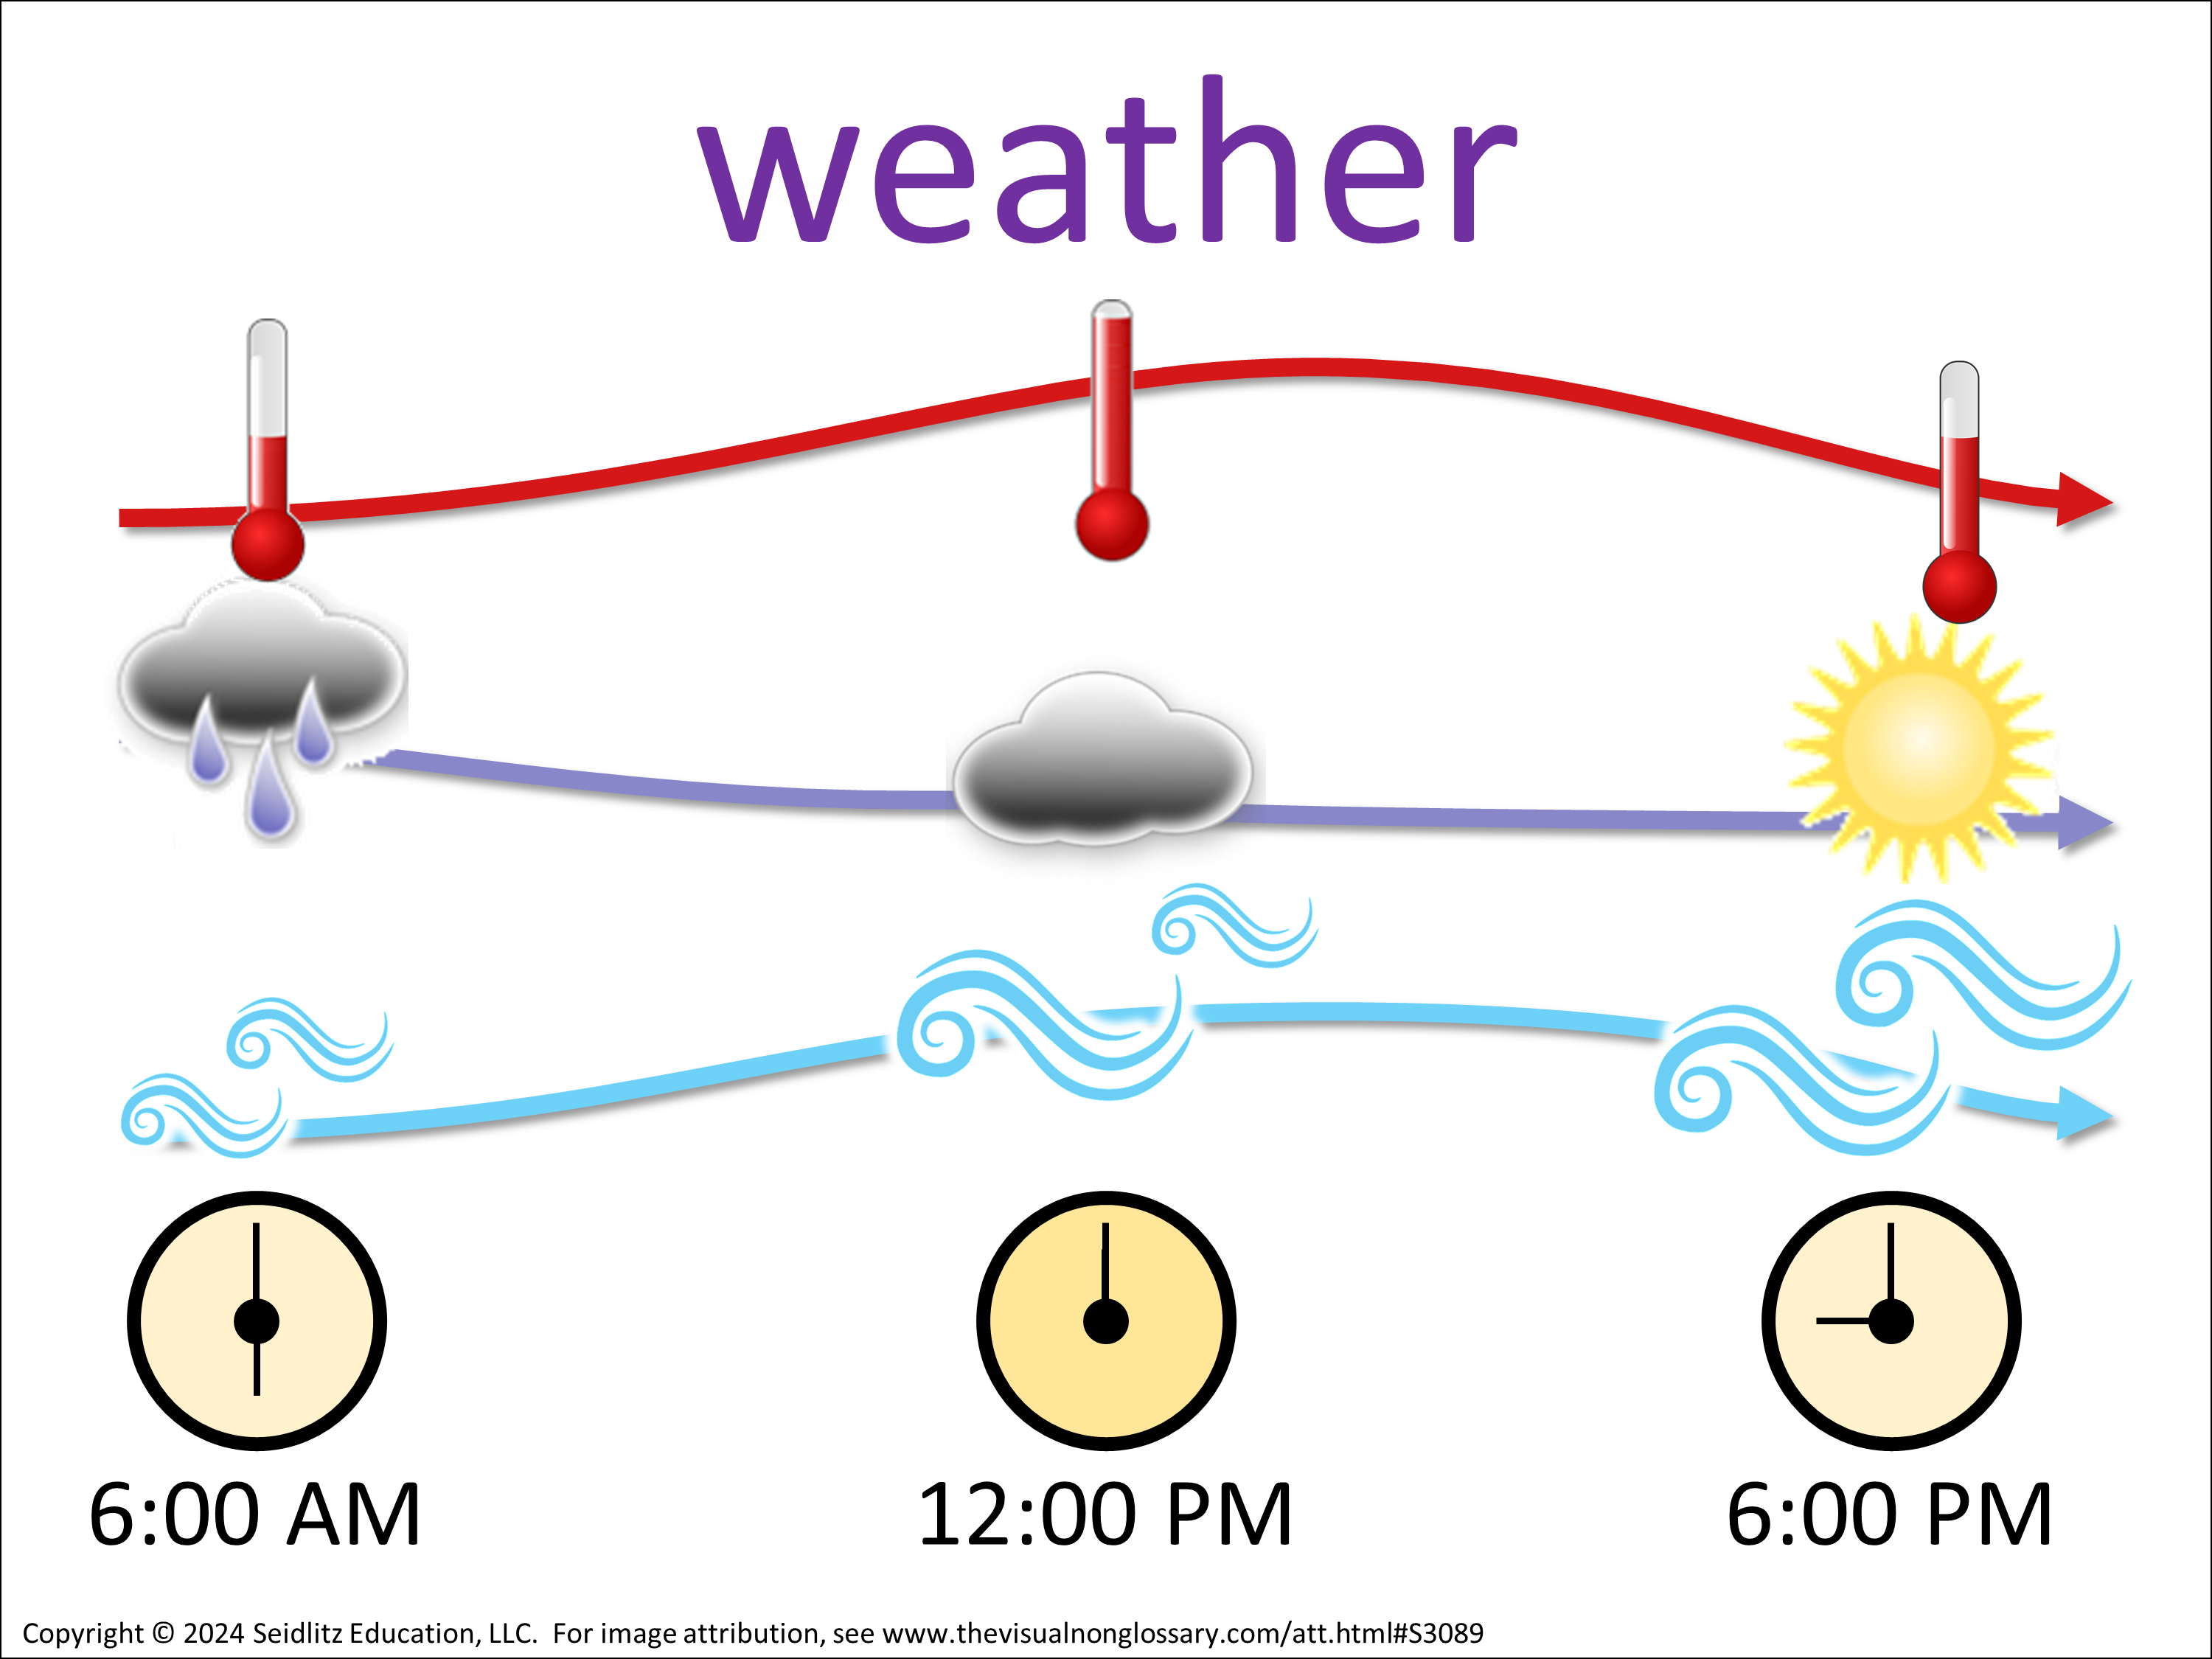 weather
6:00 AM
12:00 PM
6:00 PM
Copyright © 2024 Seidlitz Education, LLC.  For image attribution, see www.thevisualnonglossary.com/att.html#S3089